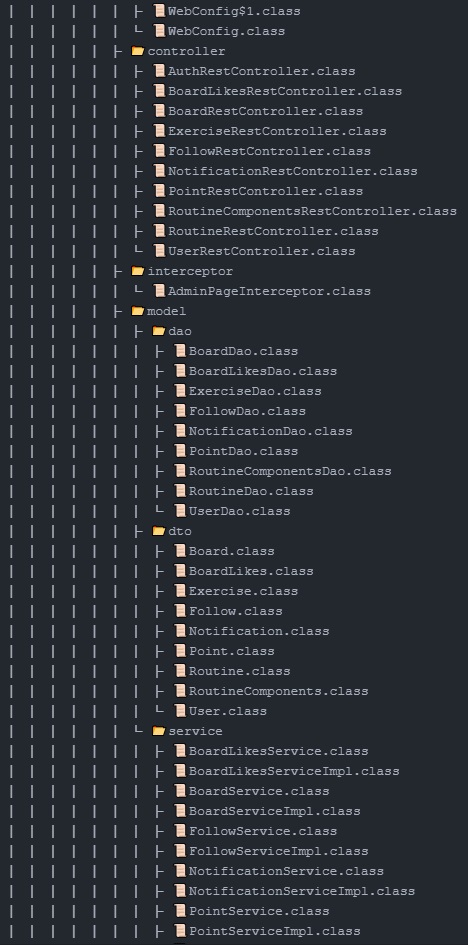 WebConfig$1.class
WebConfig.class
controller
AuthRestController.class
BoardLikesRestController.class
BoardRestController.class
ExerciseRestController.class
FollowRestController.class
NotificationRestController.class
PointRestController.class
RoutineComponentsRestController.class
RoutineRestController.class
UserRestController.class
interceptor
AdminPageInterceptor.class
model
dao
BoardDao.class
BoardLikesDao.class
ExerciseDao.class
FollowDao.class
NotificationDao.class
PointDao.class
RoutineComponentsDao.class
RoutineDao.class
UserDao.class
dto
Board.class
BoardLikes.class
Exercise.class
Follow.class
Notification.class
Point.class
Routine.class
RoutineComponents.class
User.class
service
BoardLikesService.class
BoardLikesServiceImpl.class
BoardService.class
BoardServiceImpl.class
FollowService.class
FollowServiceImpl.class
NotificationService.class
NotificationServiceImpl.class
PointService.class
PointServiceImpl.class